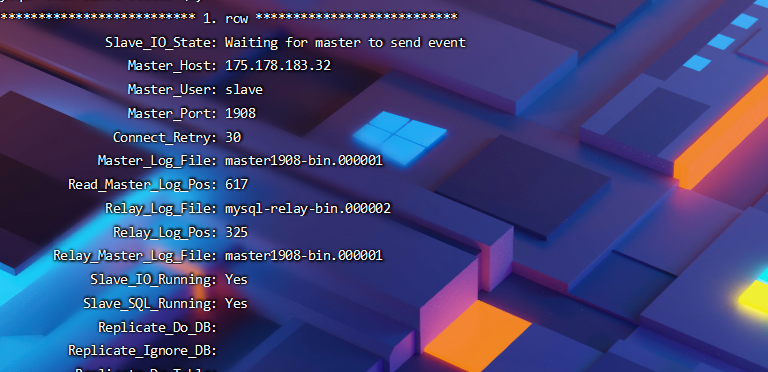 ************************** 1. row ***************************
Slave_IO_State: Waiting for master to send event
Master_Host: 175.178.183.32
Master_User: slave
Master_Port: 1908
Connect_Retry: 30
Master_Log_File: master1908-bin.000001
Read_Master_Log_Pos: 617
Relay_Log_File: mysql-relay-bin.000002
Relay_Log_Pos: 325
Relay_Master_Log_File: master1908-bin.000001
Slave_IO_Running: Yes
Slave_SQL_Running: Yes
Replicate_Do_DB:
Replicate_Ignore_DB: